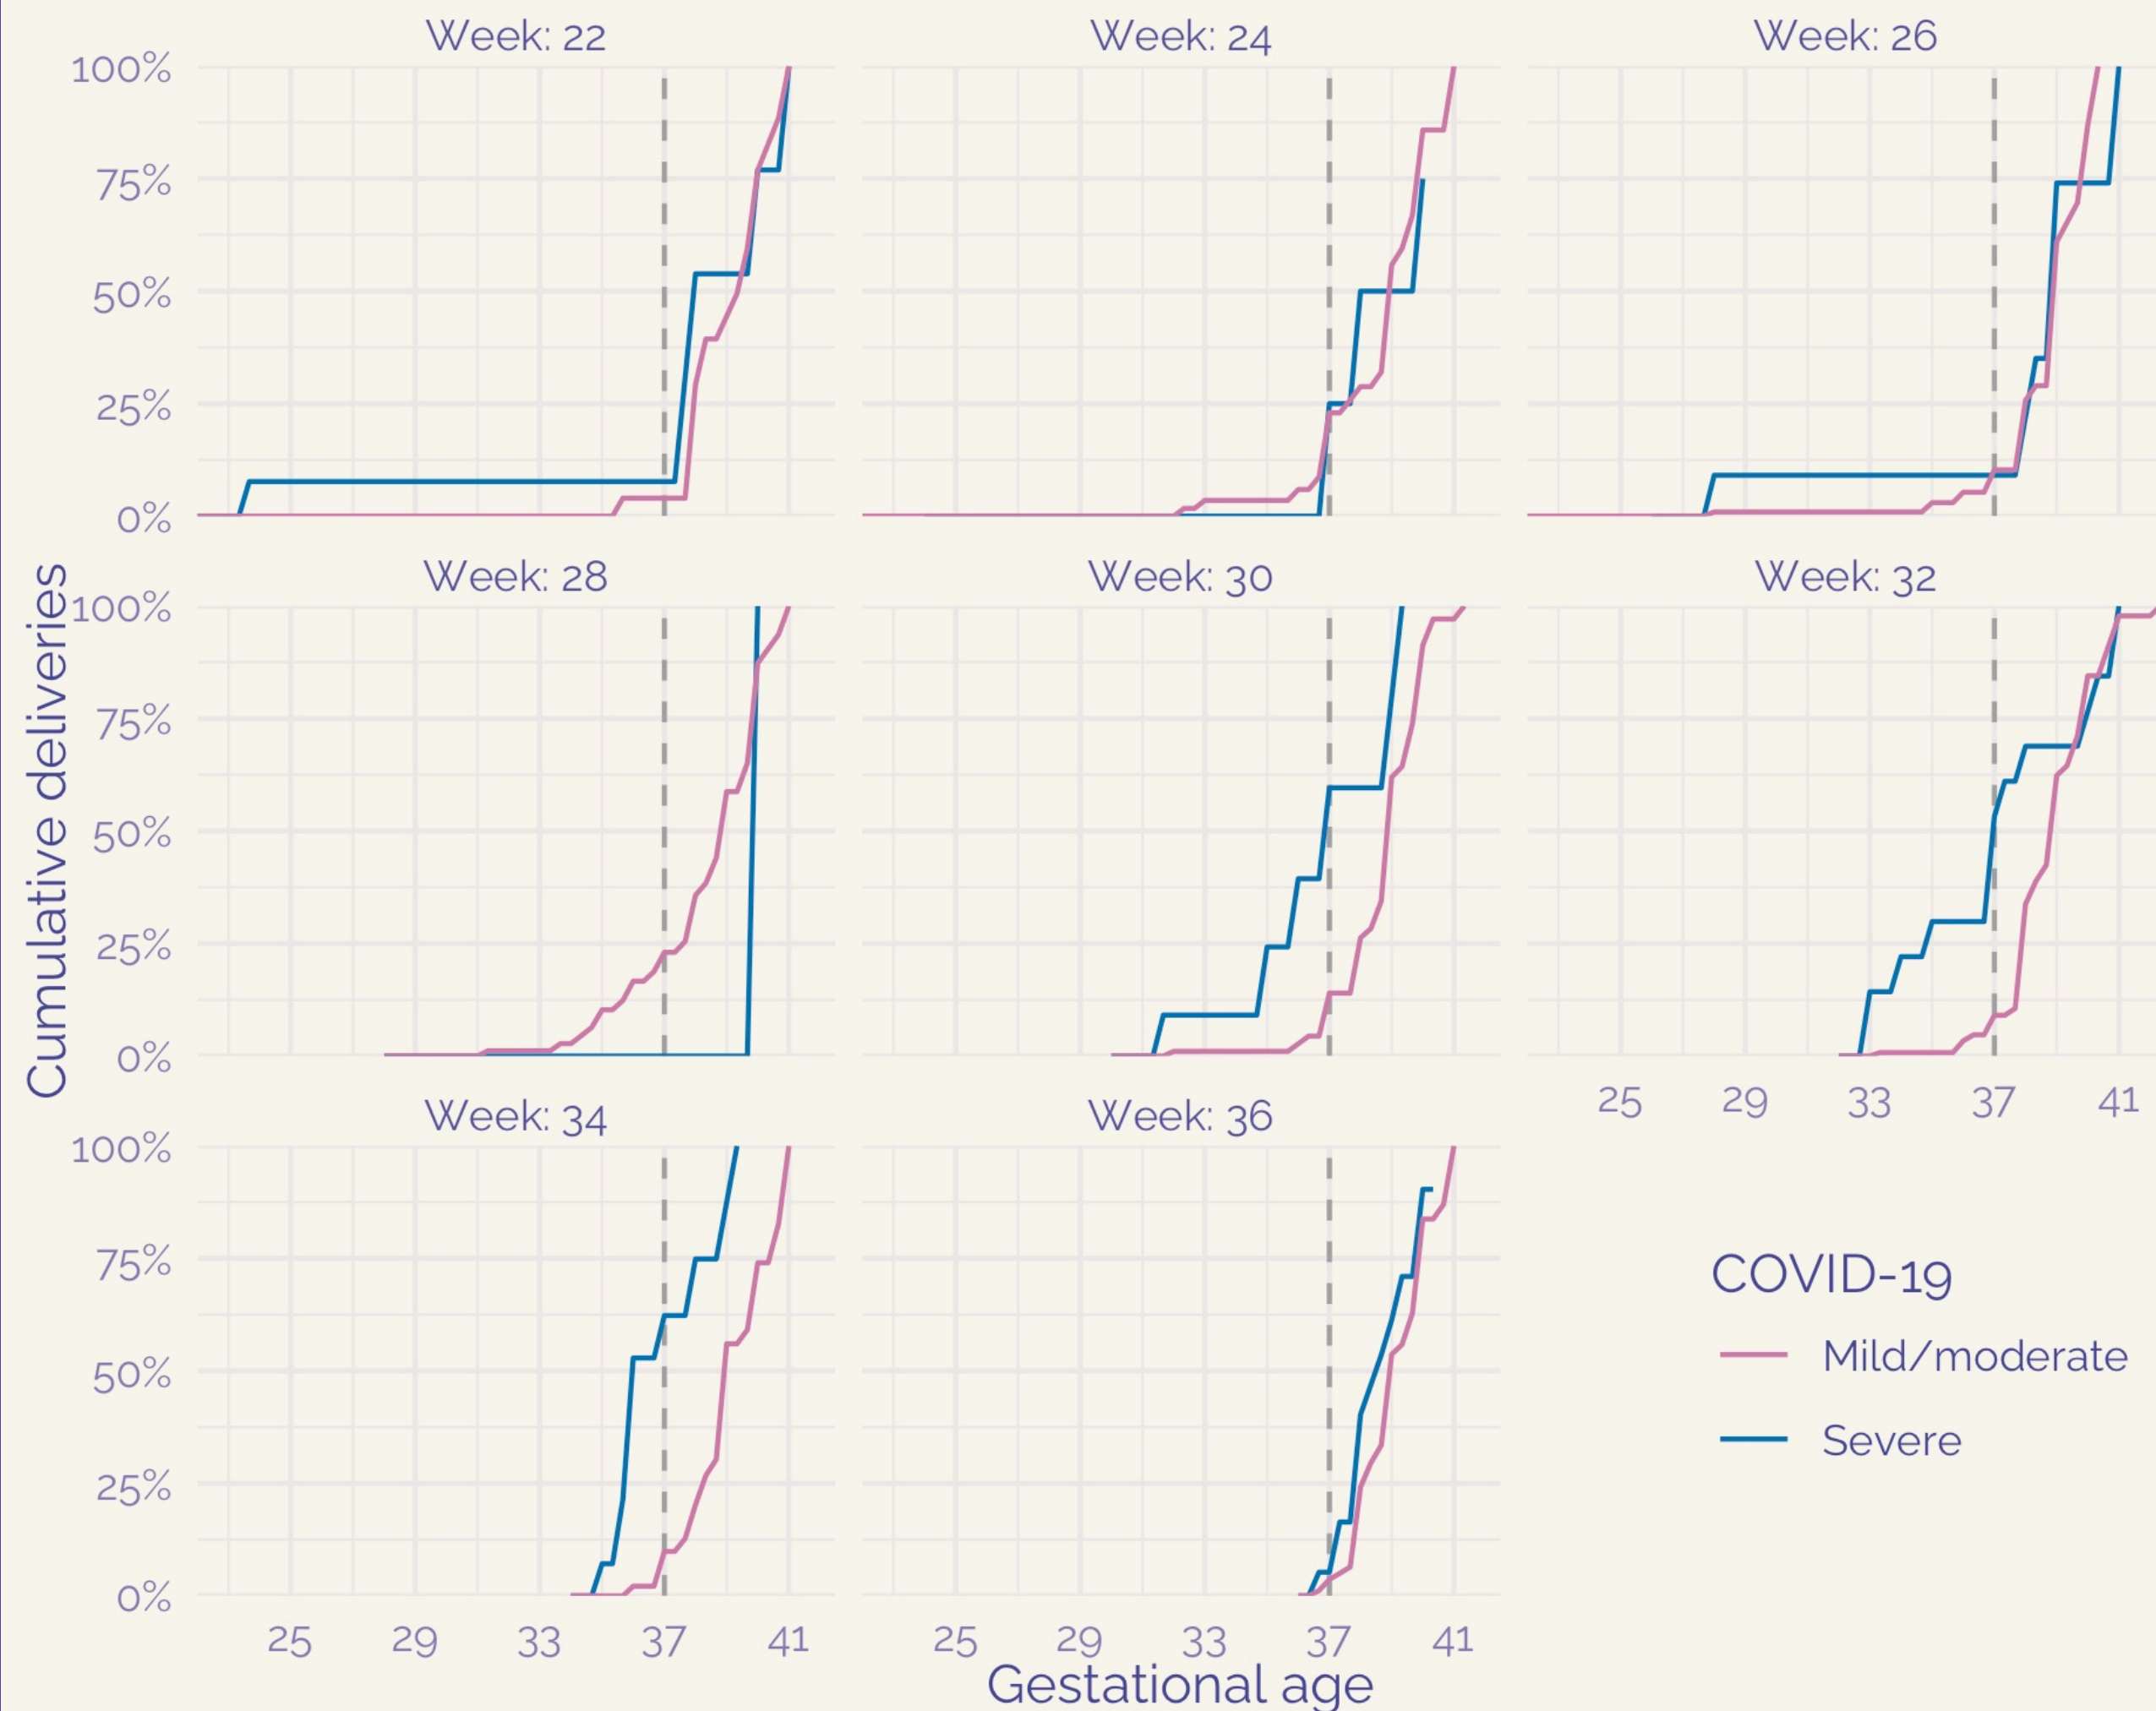 Week: 22
Week: 24
Week: 26
100%
75%
50%
25%
0%
Week: 28
Week: 30
Week: 32
100%
75%
50%
25%
0%
25 29 33 37 41
Week: 34
Week: 36
100%
75%
50%
25%
0%
25 29 33 37 41
25 29 33 37 41
Cumulative deliveries
Gestational age
COVID-19
Mild/moderate
Severe